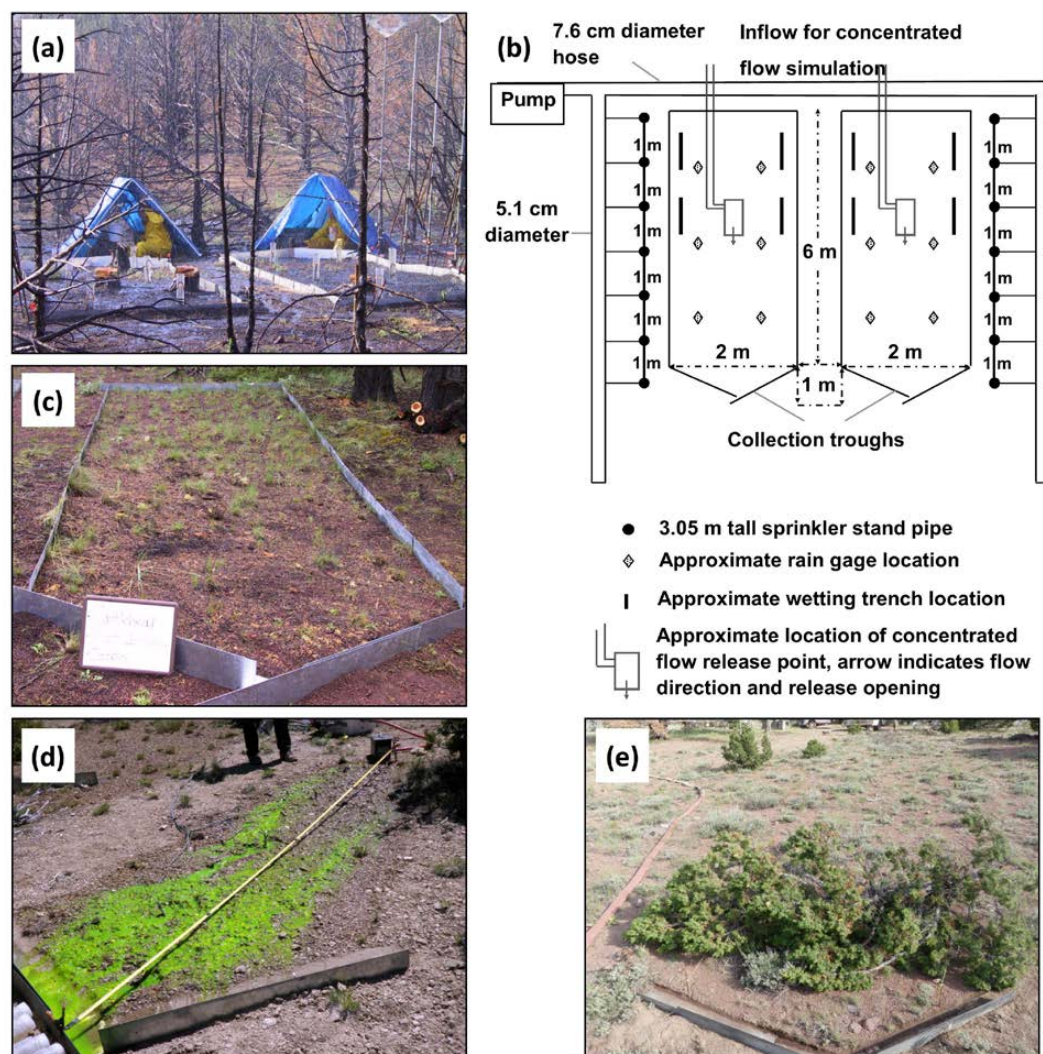 (a)
(b)
7.6 cm diameter
hose
Inflow for concentrated
flow simulation
Pump
1 m
1 m
1 m
1 m
1 m
1 m
5.1 cm
diameter
6 m
1 m
1 m
1 m
1 m
1 m
1 m
2 m
2 m
1 m
Collection troughs
3.05 m tall sprinkler stand pipe
Approximate rain gage location
Approximate wetting trench location
Approximate location of concentrated
flow release point, arrow indicates flow
direction and release opening
(c)
(d)
(e)